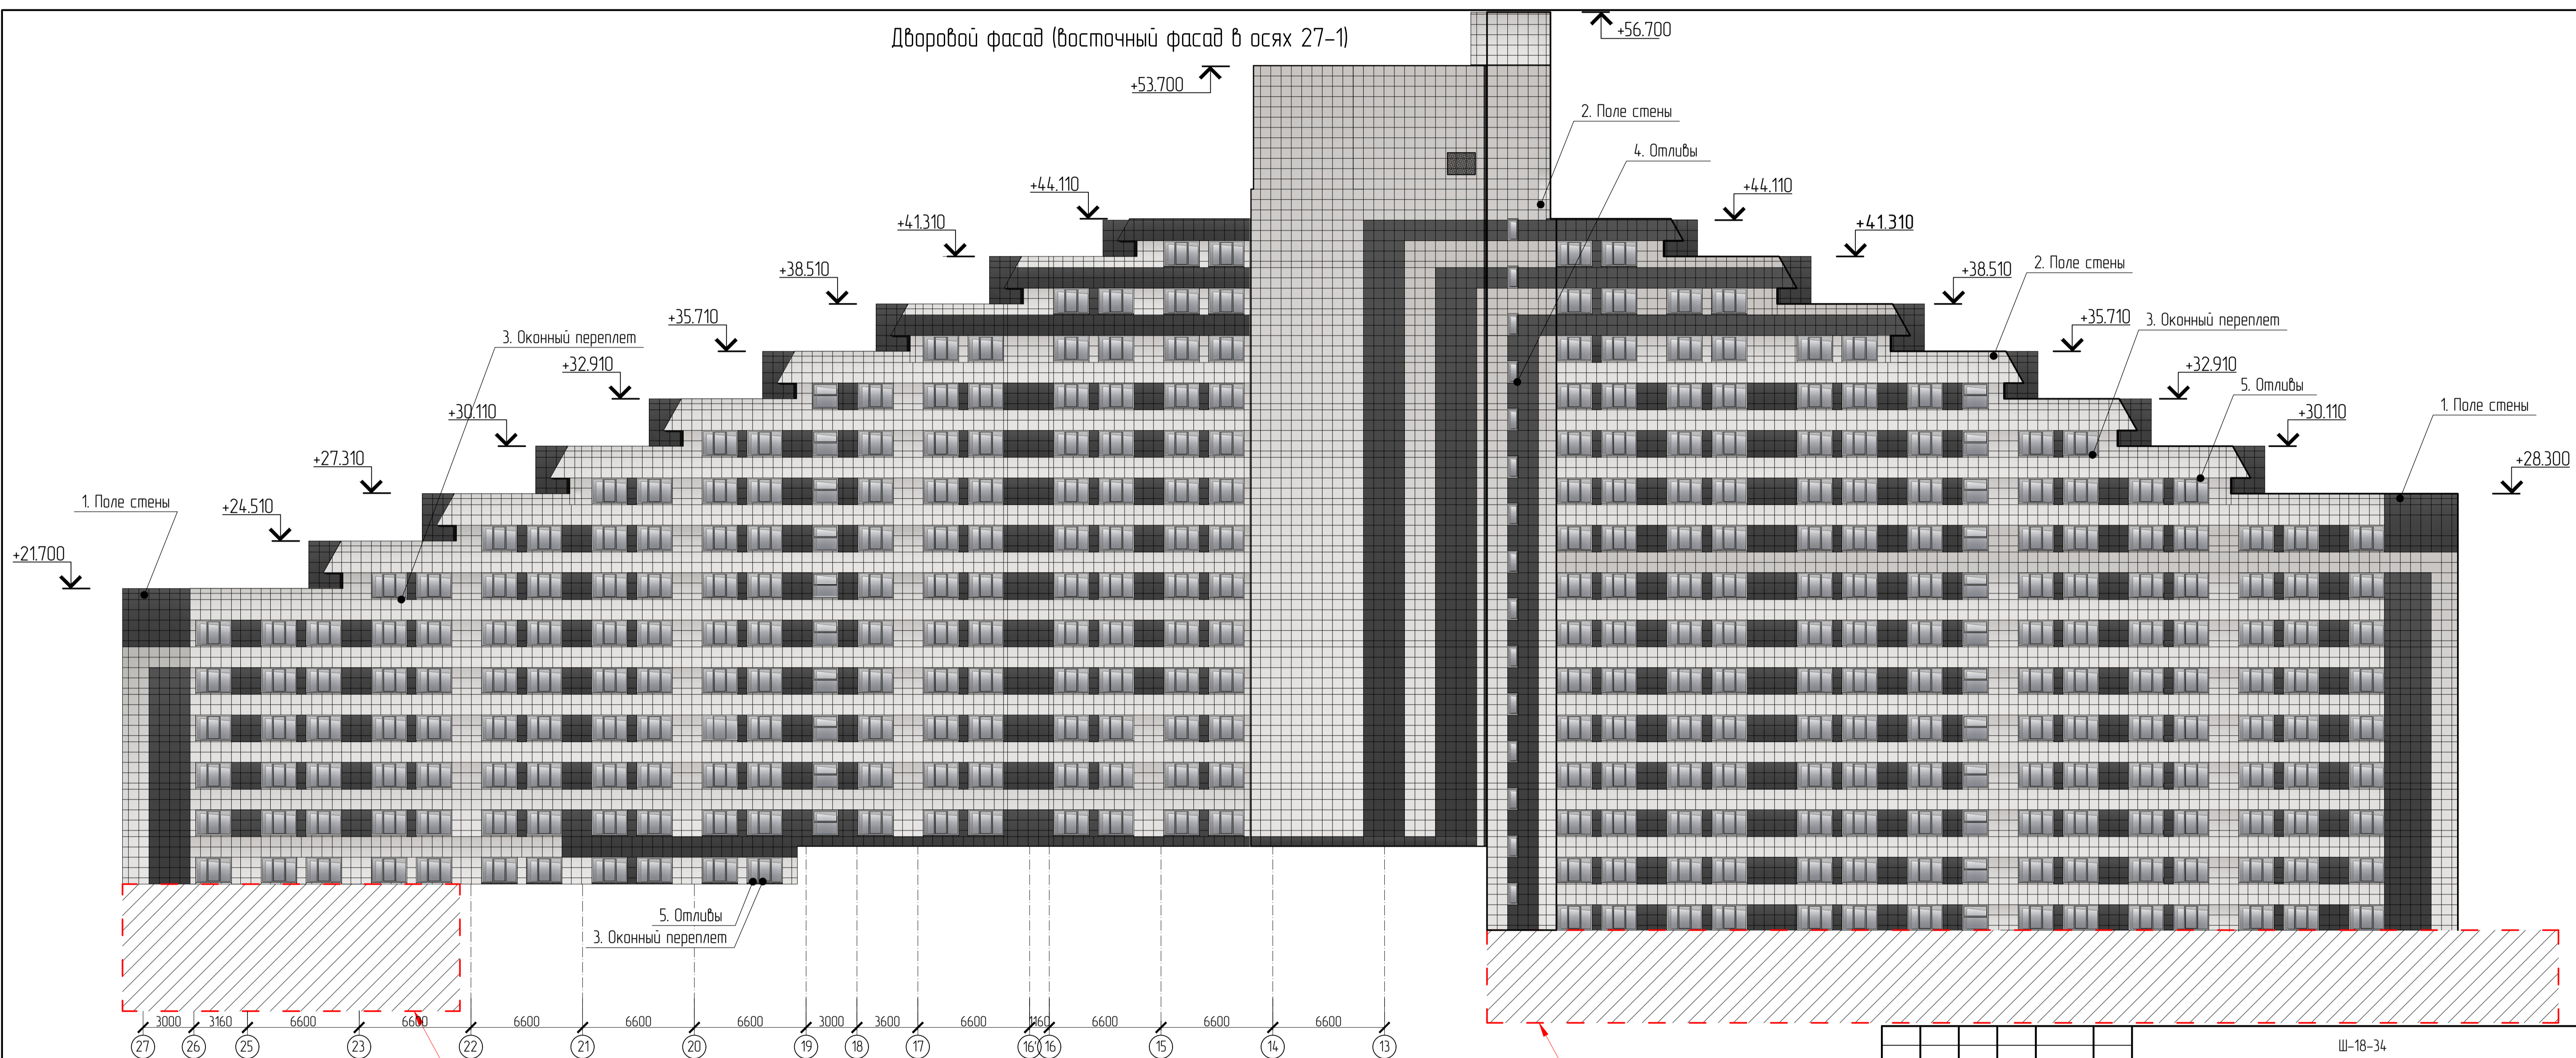 Дворовой фасад (восточный фасад в осях 27-1)
+56.700
+53.700
2. Поле стены
4. Отливы
+44.110
+44.110
+41.310
+41.310
+38.510
+38.510
2. Поле стены
+35.710
+35.710
3. Оконный переплет
3. Оконный переплет
+32.910
+32.910
5. Отливы
+30.110
+30.110
1. Поле стены
+27.310
+28.300
1. Поле стены
+24.510
+21.700
5. Отливы
3. Оконный переплет
3000 3160 6600 6600 6600 6600 6600 3000 3600 6600 1160 6600 6600 6600
27 26 25 23 22 21 20 19 18 17 16' 16 15 14 13
Ш-18-34